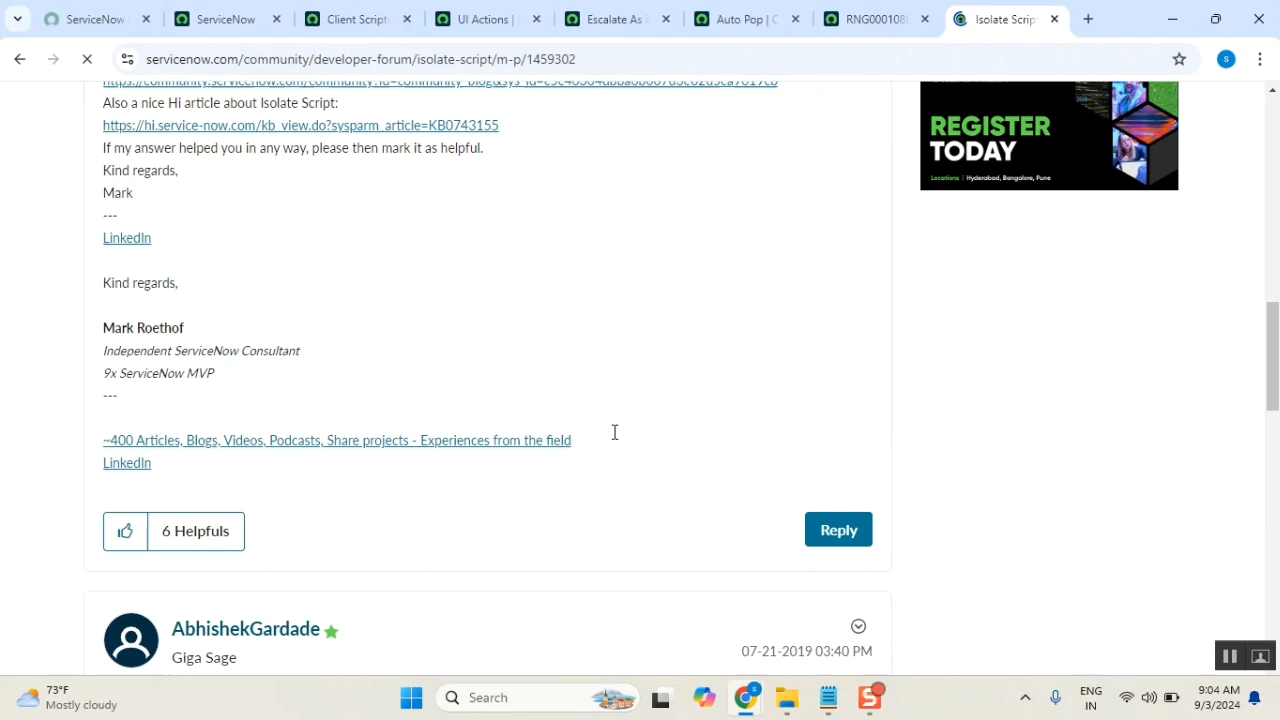 ServiceNow
ServiceNow
Client Scripts
UI Actions | S
Escalate As a
Auto Pop | C
RNG000108
Isolate Scrip
servicenow.com/community/developer-forum/isolate-script/m-p/1459302
Also a nice Hi article about Isolate Script:
https://hi.service-now.com/kb_view.do?sysparm_article=KB0743155
If my answer helped you in any way, please then mark it as helpful.
Kind regards,
Mark
---
LinkedIn
Kind regards,
Mark Roethof
Independent ServiceNow Consultant
9x ServiceNow MVP
---
~400 Articles, Blogs, Videos, Podcasts, Share projects - Experiences from the field
LinkedIn
6 Helpfuls
Reply
AbhishekGardade
Giga Sage
07-21-2019 03:40 PM
REGISTER
TODAY
Locations | Hyderabad, Bangalore, Pune
73°F
Mostly cloudy
Search
ENG
IN
9:04 AM
9/3/2024